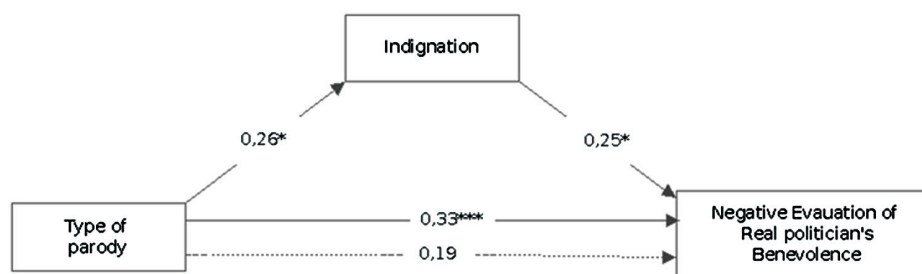 Indignation
0,26*
0,25*
Type of
parody
0,33***
0,19
Negative Evauation of
Real politician's
Benevolence